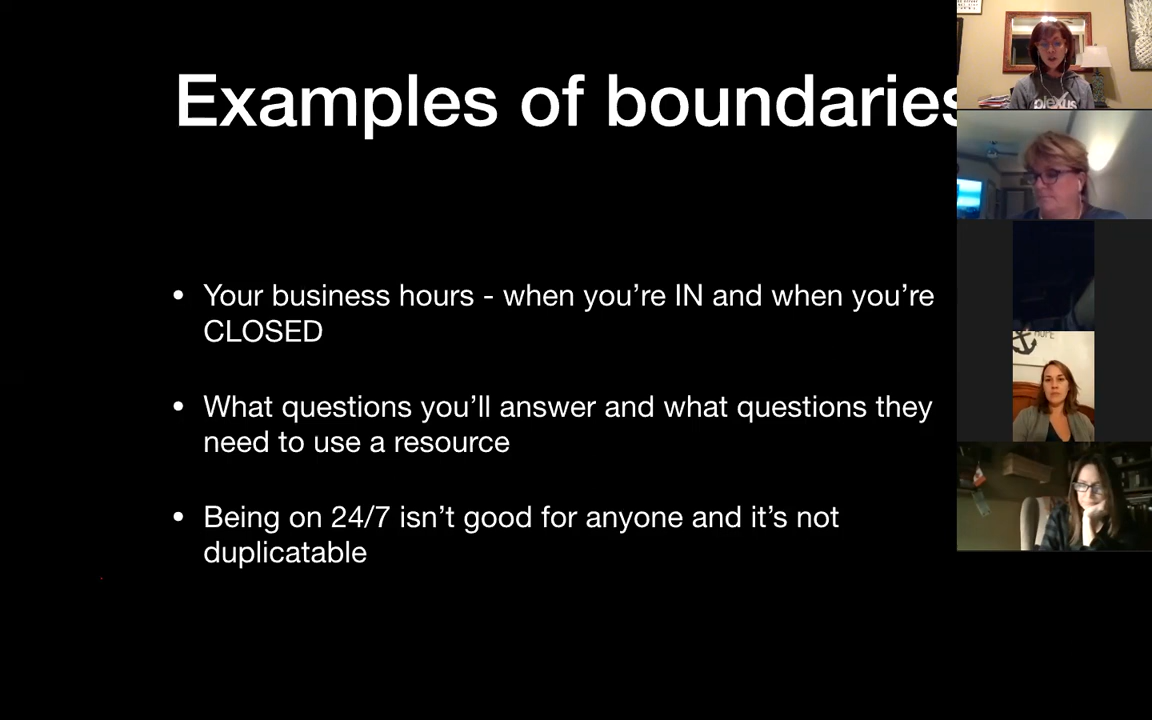 Examples of boundaries
• Your business hours - when you're IN and when you're
CLOSED
• What questions you'll answer and what questions they
need to use a resource
• Being on 24/7 isn't good for anyone and it's not
duplicatable
plexus
HOPE